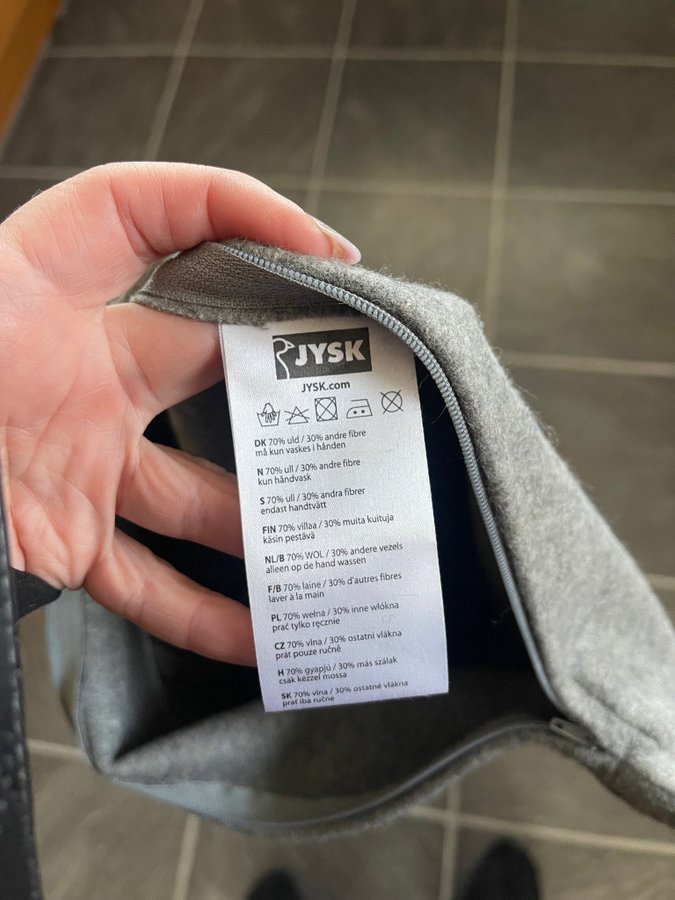 JYSK
JYSK.com
DK 70% uld / 30% andre fibre
må kun vaskes i hånden
N 70% ull / 30% andre fibre
kun håndvask
S 70% ull / 30% andra fibrer
endast handtvätt
FIN 70% villaa / 30% muita kuituja
käsin pestävä
NL/B 70% WOL / 30% andere vezels
alleen op de hand wassen
F/B 70% laine / 30% d'autres fibres
laver à la main
PL 70% wełna / 30% inne włókna
prać tylko ręcznie
CZ 70% vlna / 30% ostatní vlákna
prát pouze ručně
H 70% gyapjú / 30% más szálak
csak kézzel mossa
SK 70% vlna / 30% ostatné vlákna
prať iba ručne